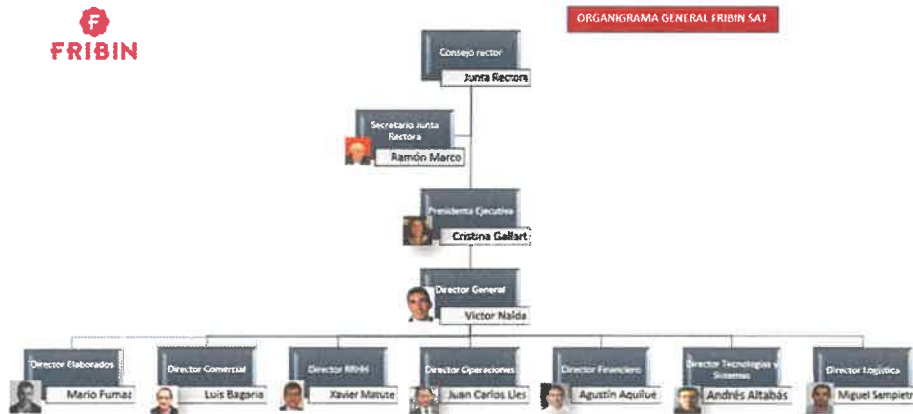 FRIBIN
ORGANIGRAMA GENERAL FRIBIN SAT
Consejo rector
Junta Rectora
Secretario Junta
Rectora
Ramón Marco
Presidenta Ejecutiva
Cristina Gallart
Director General
Victor Nalda
Director Elaborados
Mario Fumaz
Director Comercial
Luis Bagaria
Director RRHH
Xavier Matute
Director Operaciones
Juan Carlos Lles
Director Financiero
Agustín Aquilué
Director Tecnologías y
Sistemas
Andrés Altabás
Director Logística
Miguel Sampietro